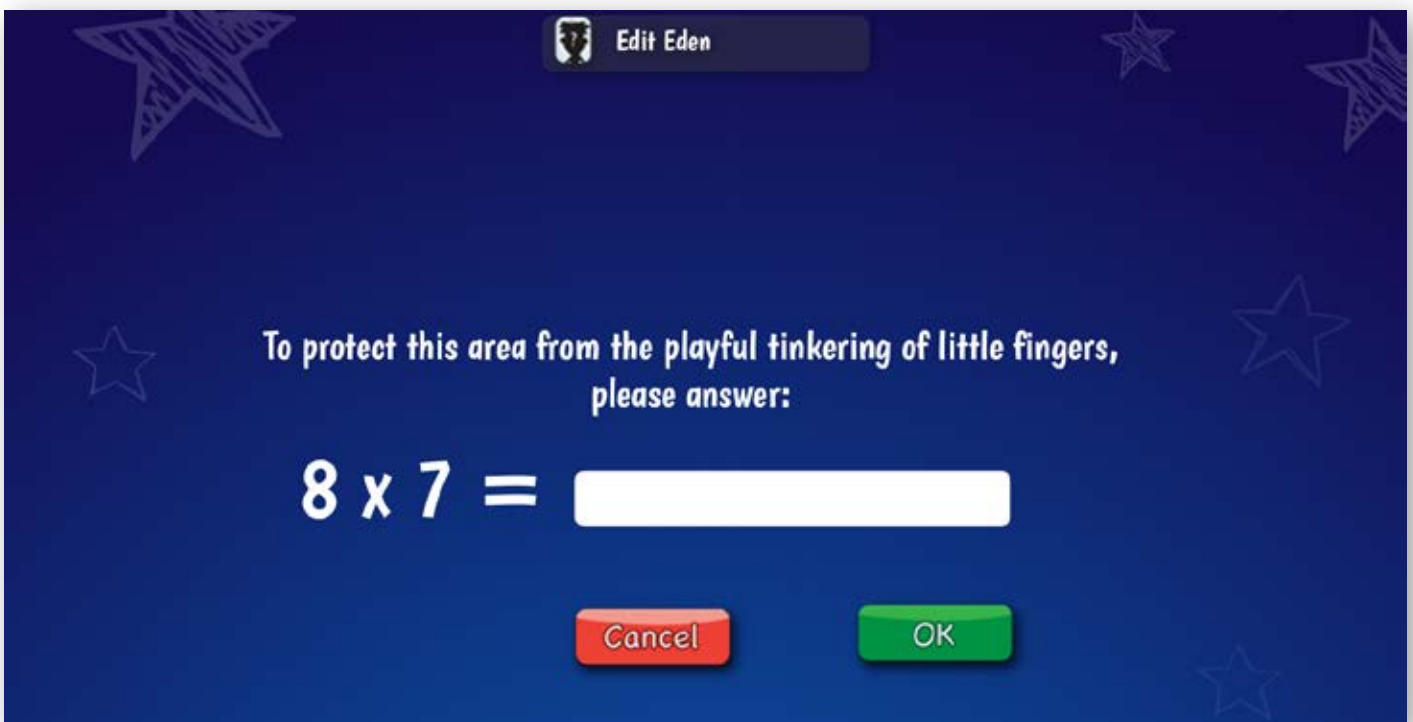 Edit Eden
To protect this area from the playful tinkering of little fingers,
please answer:
8 x 7 =
Cancel
OK